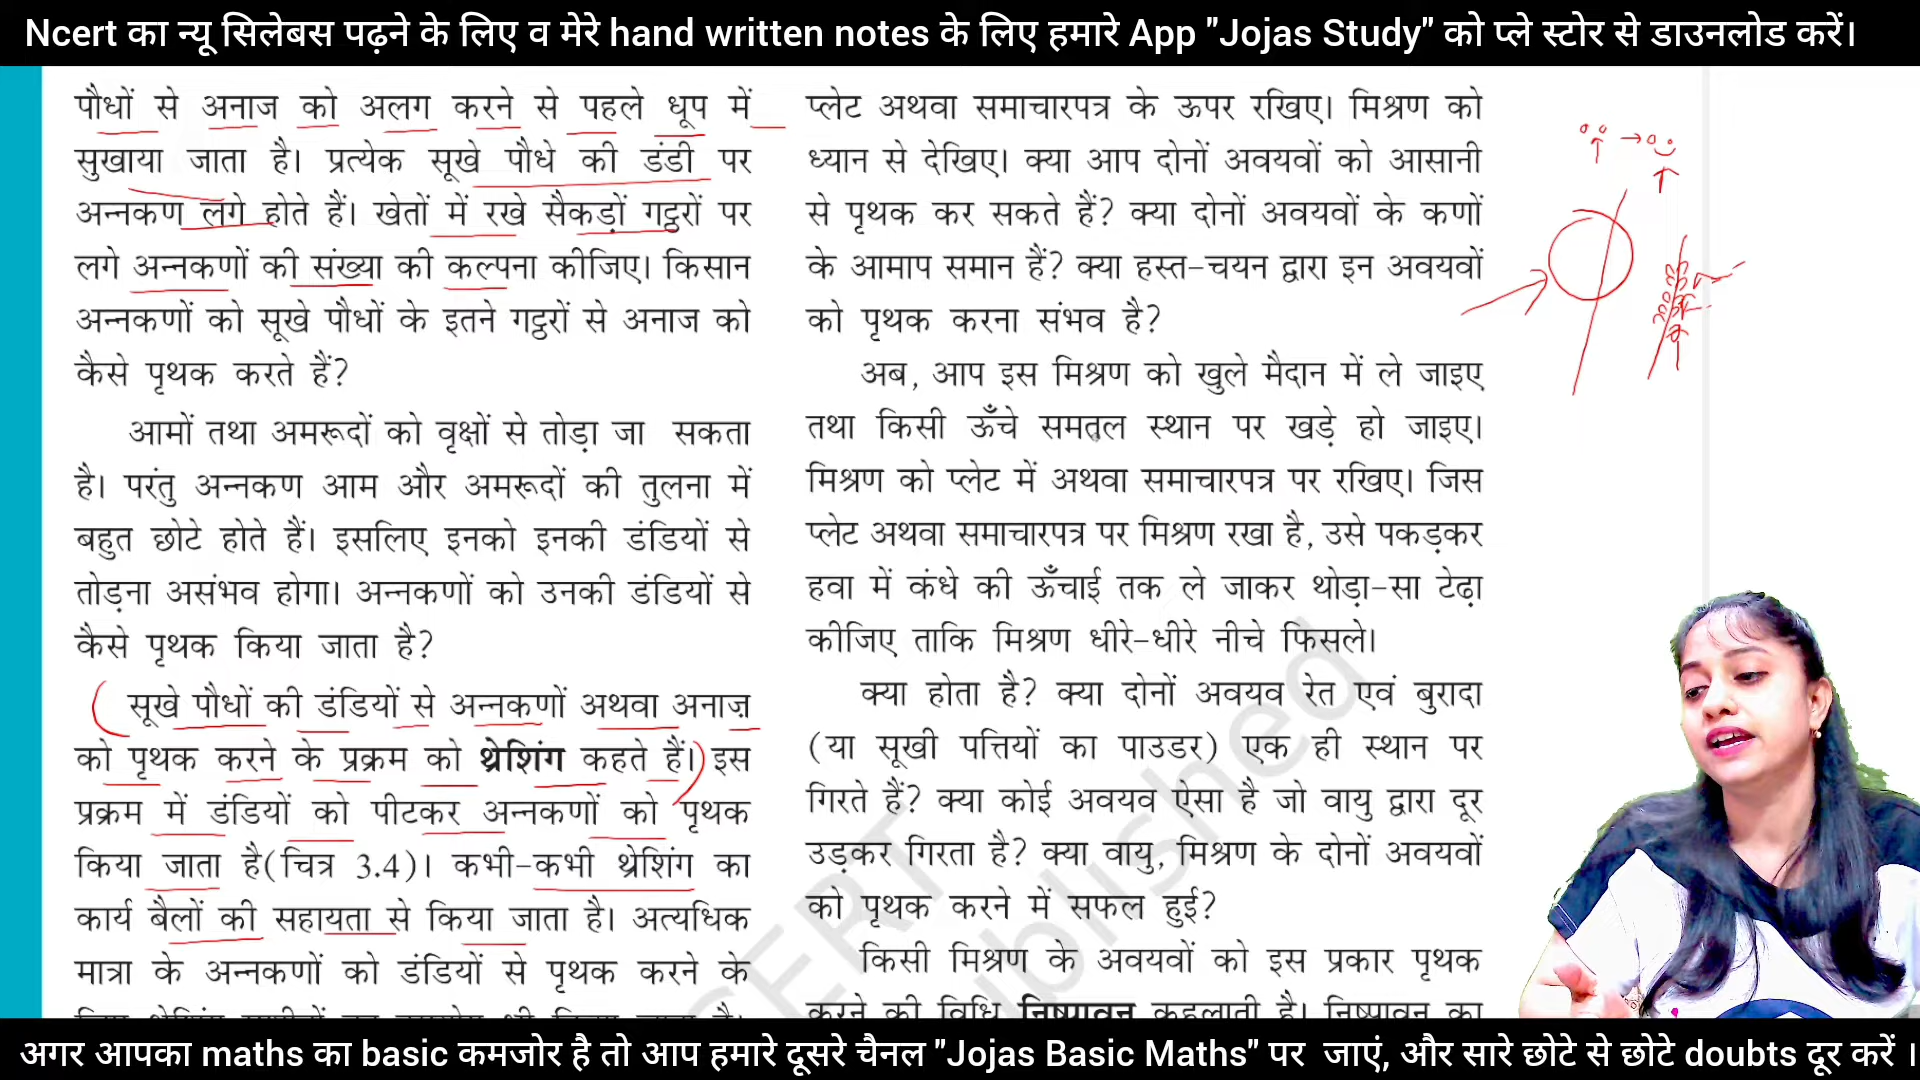 Ncert का न्यू सिलेबस पढ़ने के लिए व मेरे hand written notes के लिए हमारे App "Jojas Study" को प्ले स्टोर से डाउनलोड करें।
पौधों से अनाज को अलग करने से पहले धूप में
सुखाया जाता है। प्रत्येक सूखे पौधे की डंडी पर
अन्नकण लगे होते हैं। खेतों में रखे सैकड़ों गट्ठरों पर
लगे अन्नकणों की संख्या की कल्पना कीजिए। किसान
अन्नकणों को सूखे पौधों के इतने गट्ठरों से अनाज को
कैसे पृथक करते हैं?
आमों तथा अमरूदों को वृक्षों से तोड़ा जा सकता
है। परंतु अन्नकण आम और अमरूदों की तुलना में
बहुत छोटे होते हैं। इसलिए इनको इनकी डंडियों से
तोड़ना असंभव होगा। अन्नकणों को उनकी डंडियों से
कैसे पृथक किया जाता है?
सूखे पौधों की डंडियों से अन्नकणों अथवा अनाज
को पृथक करने के प्रक्रम को थ्रेशिंग कहते हैं। इस
प्रक्रम में डंडियों को पीटकर अन्नकणों को पृथक
किया जाता है(चित्र 3.4)। कभी-कभी थ्रेशिंग का
कार्य बैलों की सहायता से किया जाता है। अत्यधिक
मात्रा के अन्नकणों को डंडियों से पृथक करने के
प्लेट अथवा समाचारपत्र के ऊपर रखिए। मिश्रण को
ध्यान से देखिए। क्या आप दोनों अवयवों को आसानी
से पृथक कर सकते हैं? क्या दोनों अवयवों के कणों
के आमाप समान हैं? क्या हस्त-चयन द्वारा इन अवयवों
को पृथक करना संभव है?
अब, आप इस मिश्रण को खुले मैदान में ले जाइए
तथा किसी ऊँचे समतल स्थान पर खड़े हो जाइए।
मिश्रण को प्लेट में अथवा समाचारपत्र पर रखिए। जिस
प्लेट अथवा समाचारपत्र पर मिश्रण रखा है, उसे पकड़कर
हवा में कंधे की ऊँचाई तक ले जाकर थोड़ा-सा टेढ़ा
कीजिए ताकि मिश्रण धीरे-धीरे नीचे फिसले।
क्या होता है? क्या दोनों अवयव रेत एवं बुरादा
(या सूखी पत्तियों का पाउडर) एक ही स्थान पर
गिरते हैं? क्या कोई अवयव ऐसा है जो वायु द्वारा दूर
उड़कर गिरता है? क्या वायु, मिश्रण के दोनों अवयवों
को पृथक करने में सफल हुई?
किसी मिश्रण के अवयवों को इस प्रकार पृथक
करने की विधि निष्पावन कहलाती है। निष्पावन का
अगर आपका maths का basic कमजोर है तो आप हमारे दूसरे चैनल "Jojas Basic Maths" पर जाएं, और सारे छोटे से छोटे doubts दूर करें ।